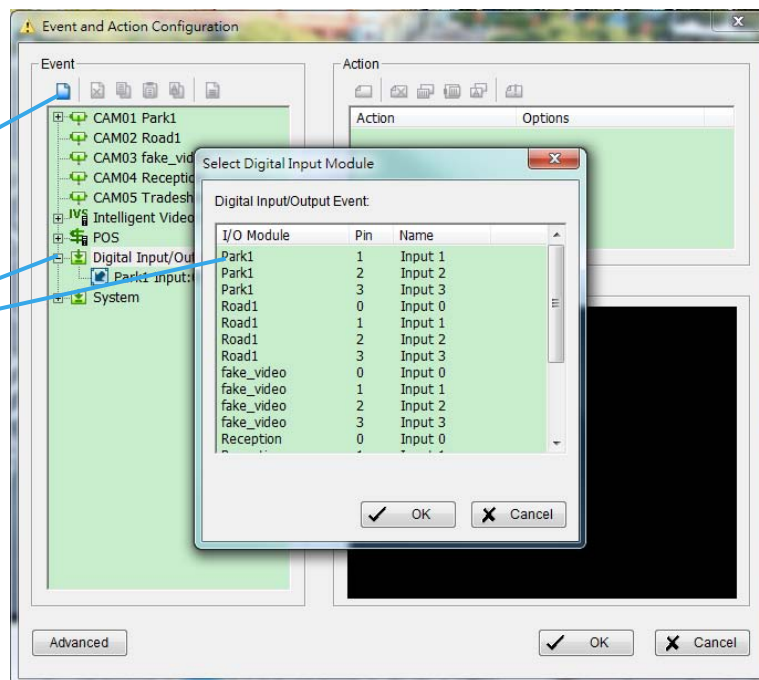 Event and Action Configuration
Event
CAM01 Park1
CAM02 Road1
CAM03 fake_vid
CAM04 Receptic
CAM05 Tradesh
IVS Intelligent Video
POS
Digital Input/Out
Park1 Input:
System
Action
Action Options
Select Digital Input Module
Digital Input/Output Event:
I/O Module Pin Name
Park1 1 Input 1
Park1 2 Input 2
Park1 3 Input 3
Road1 0 Input 0
Road1 1 Input 1
Road1 2 Input 2
Road1 3 Input 3
fake_video 0 Input 0
fake_video 1 Input 1
fake_video 2 Input 2
fake_video 3 Input 3
Reception 0 Input 0
OK Cancel
Advanced OK Cancel